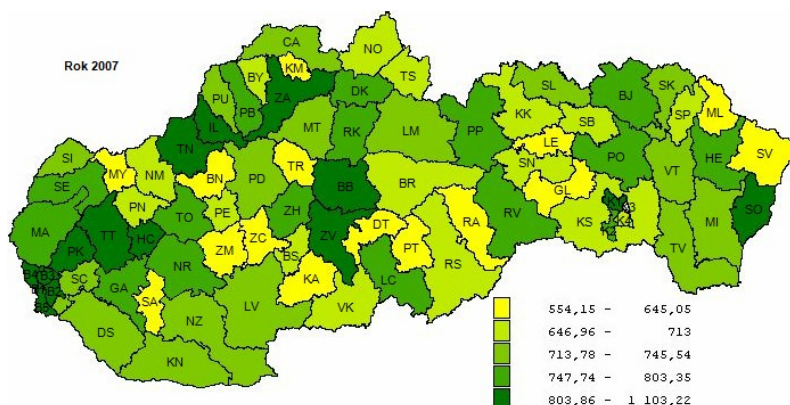 Rok 2007
CA
NO
KM
BY
TS
ZA
PU
PB
DK
SL
SK
BJ
ML
KK
SB
SP
IL
MT
RK
LM
PP
TN
LE
PO
HE
SV
SI
MY
NM
BN
TR
SN
VT
SE
PD
BB
BR
GL
SO
PN
PE
ZH
RA
RV
KS
MI
MA
TT
HC
TO
ZM
ZC
ZV
DT
PT
PK
BS
TV
NR
SC
GA
SA
KA
LC
RS
LV
VK
DS
NZ
KN
554,15 - 645,05
646,96 - 713
713,78 - 745,54
747,74 - 803,35
803,86 - 1 103,22